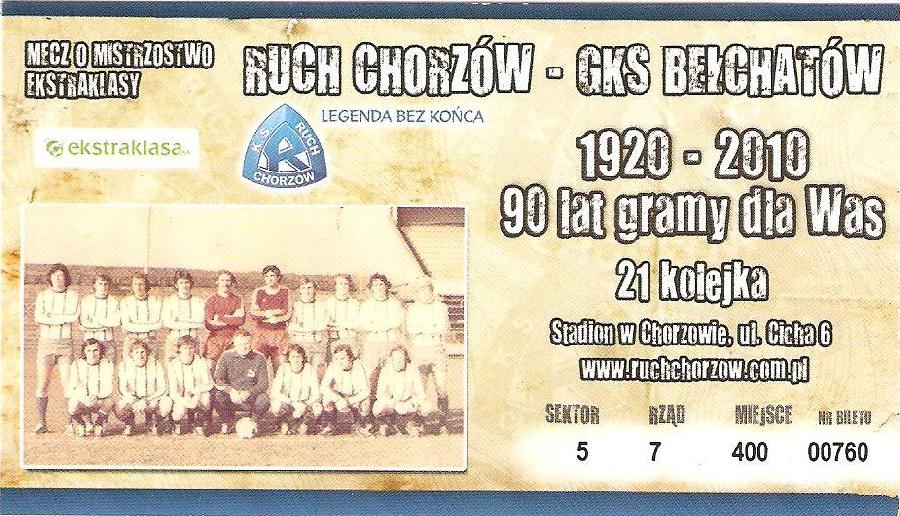 MECZ O MISTRZOSTWO
EKSTRAKLASY
RUCH CHORZÓW - GKS BEŁCHATÓW
LEGENDA BEZ KOŃCA
ekstraklasa SA
K S RUCH
CHORZÓW
1920 - 2010
90 lat gramy dla Was
21 kolejka
Stadion w Chorzowie, ul. Cicha 6
www.ruchchorzow.com.pl
SEKTOR RZĄD MIEJSCE NR BILETU
5 7 400 00760